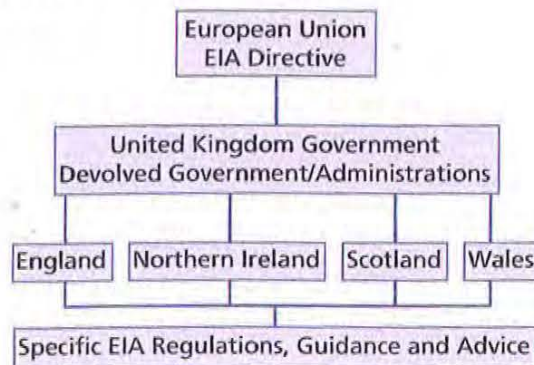 European Union
EIA Directive
United Kingdom Government
Devolved Government/Administrations
England
Northern Ireland
Scotland
Wales
Specific EIA Regulations, Guidance and Advice